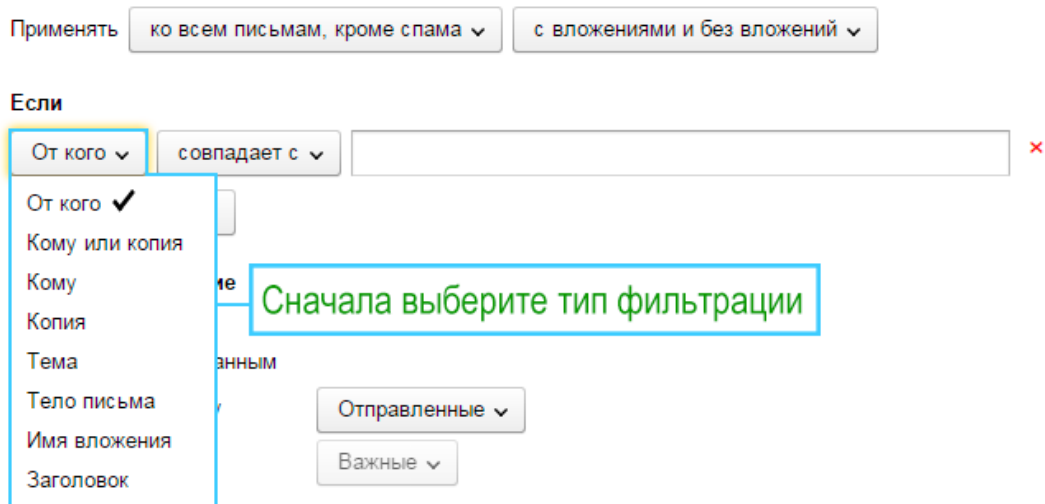 Применять ко всем письмам, кроме спама с вложениями и без вложений
Если
От кого совпадает с ×
От кого ✔
Кому или копия
Кому
Копия
Тема
Тело письма
Имя вложения
Заголовок
Сначала выберите тип фильтрации
Отправленные
Важные